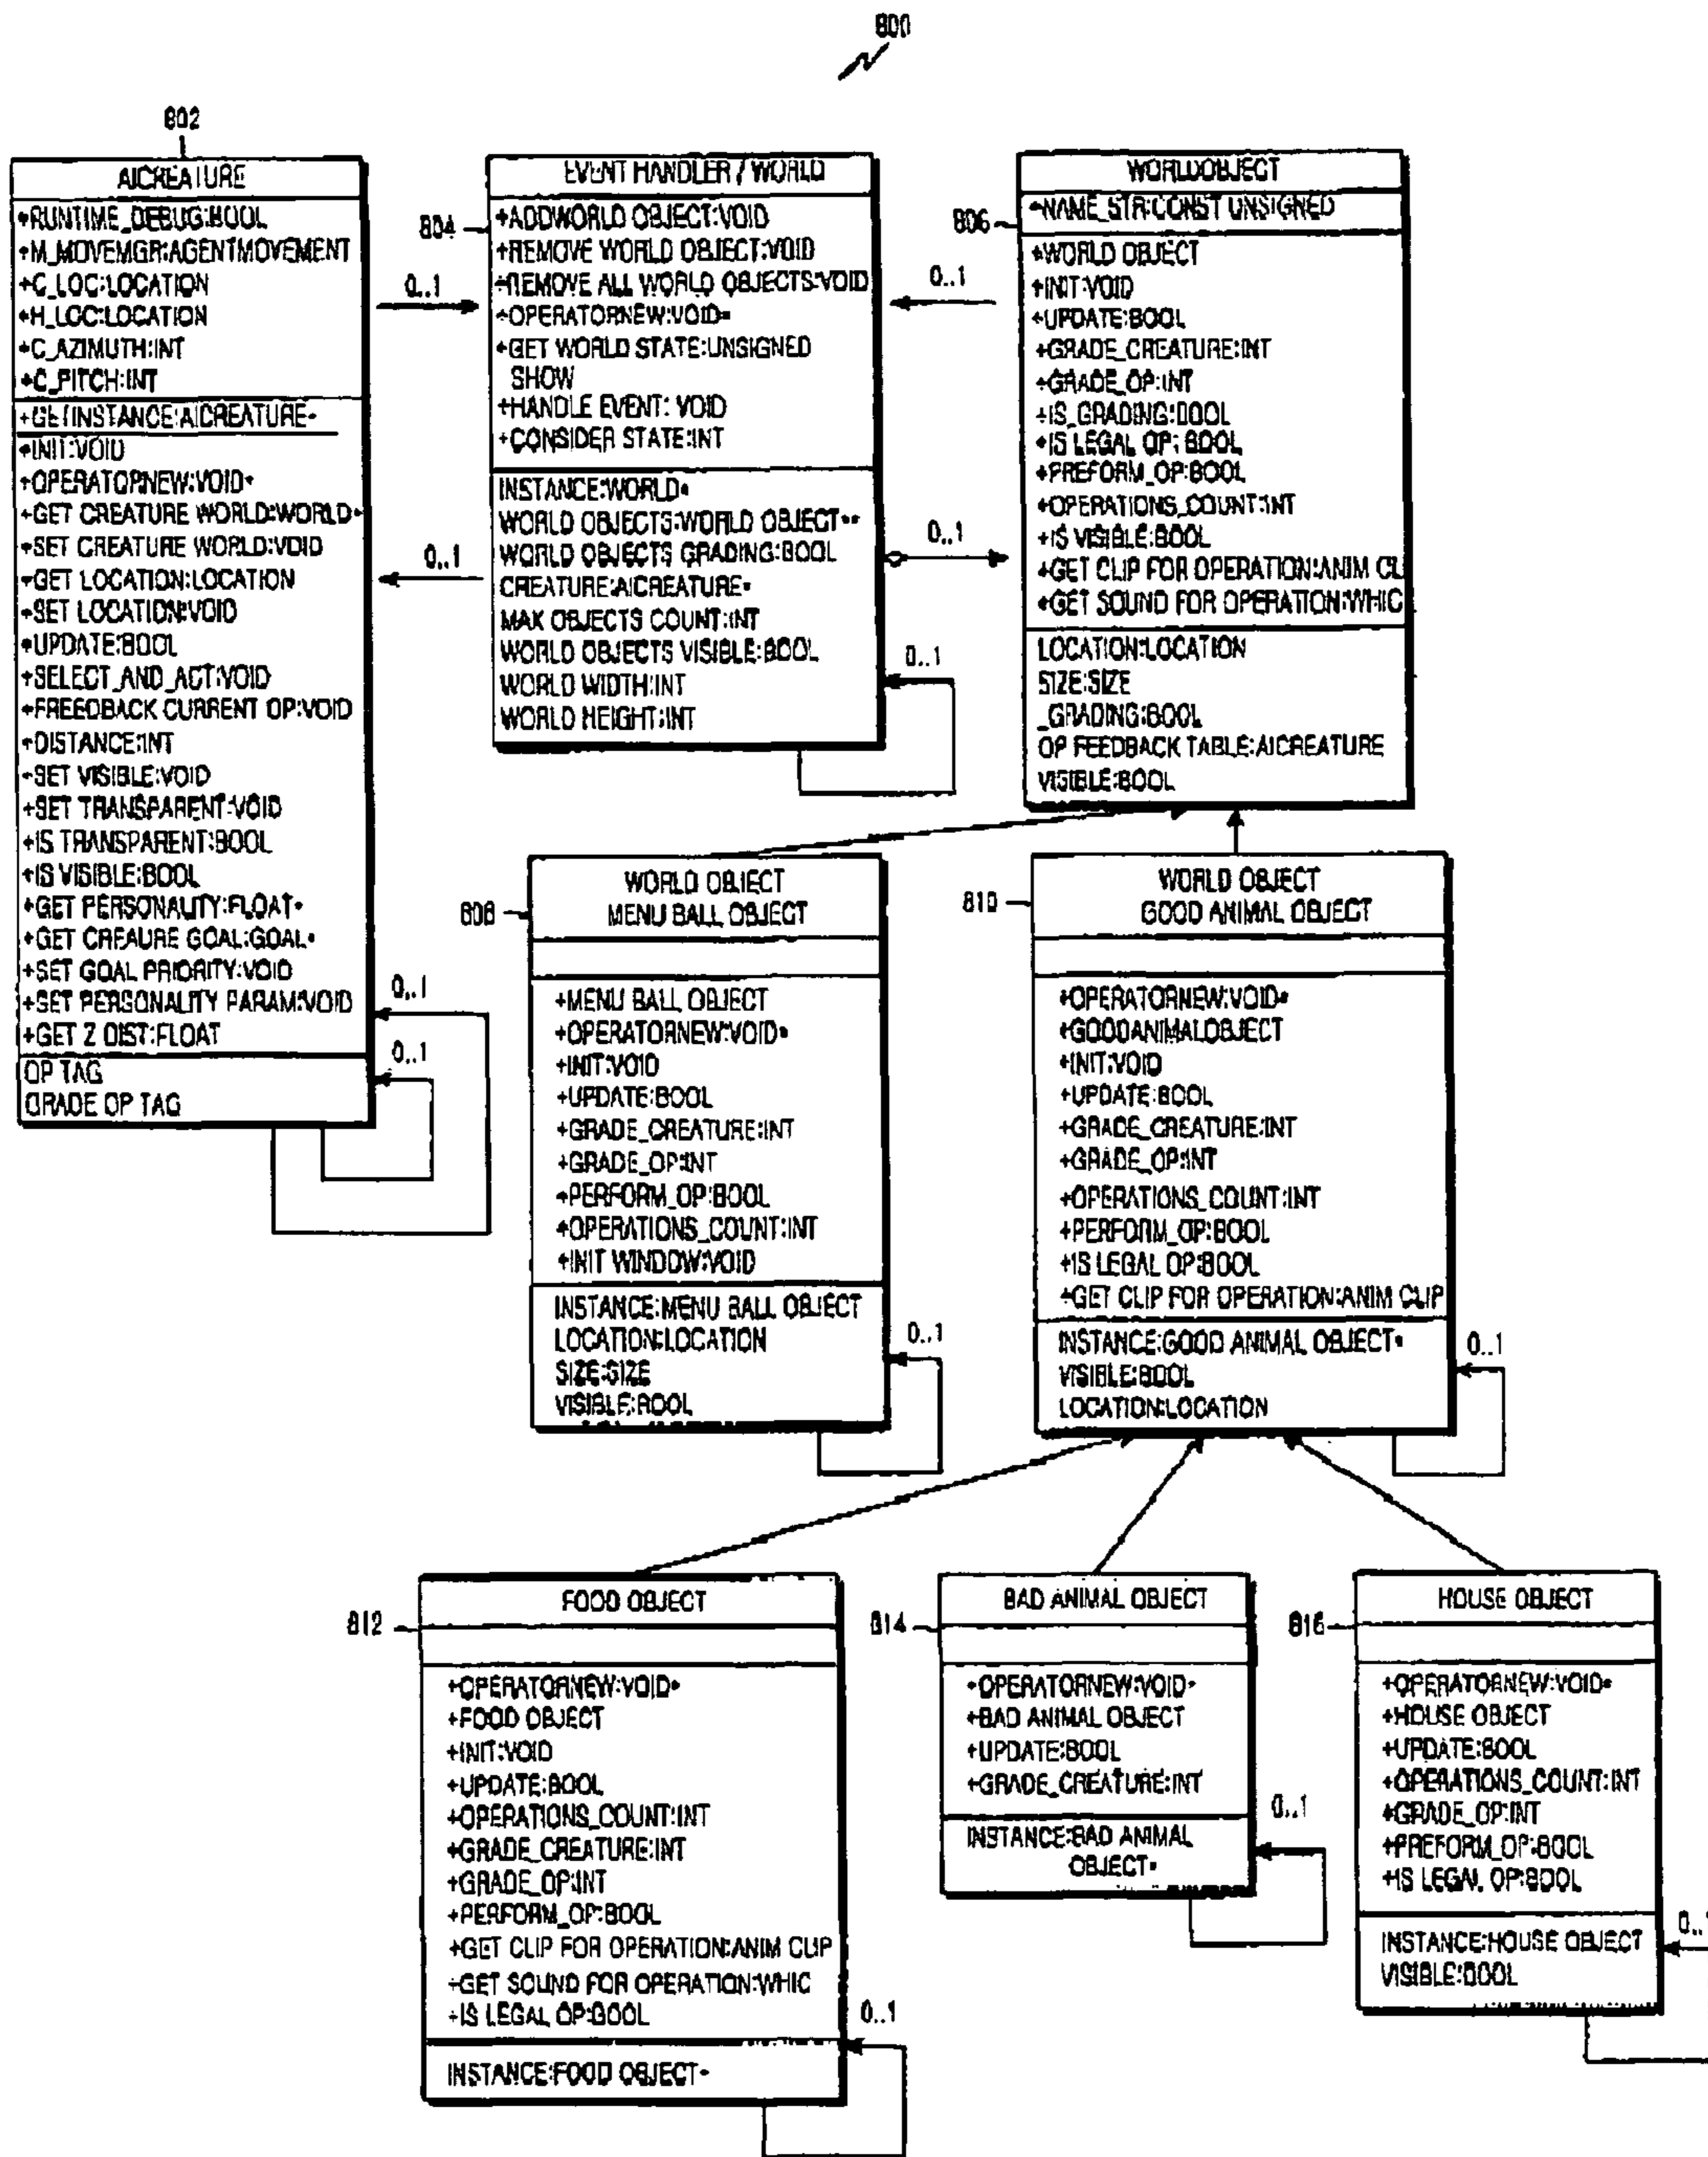 800
802
AICREATURE
+RUNTIME_DEBUG:BOOL
+M_MOVEMGR:AGENTMOVEMENT
+C_LOC:LOCATION
+H_LOC:LOCATION
+C_AZIMUTH:INT
+C_PITCH:INT
+GETINSTANCE:AICREATURE*
+INIT:VOID
+OPERATORNEW:VOID*
+GET CREATURE WORLD:WORLD*
+SET CREATURE WORLD:VOID
+GET LOCATION:LOCATION
+SET LOCATION:VOID
+UPDATE:BOOL
+SELECT_AND_ACT:VOID
+FREEDBACK CURRENT OP:VOID
+DISTANCE:INT
+SET VISIBLE:VOID
+SET TRANSPARENT:VOID
+IS TRANSPARENT:BOOL
+IS VISIBLE:BOOL
+GET PERSONALITY:FLOAT*
+GET CREAURE GOAL:GOAL*
+SET GOAL PRIORITY:VOID
+SET PERSONALITY PARAM:VOID
+GET Z DIST:FLOAT
OP TAG
GRADE OP TAG
0..1
0..1
0..1
0..1
804
EVENT HANDLER / WORLD
+ADDWORLD OBJECT:VOID
+REMOVE WORLD OBJECT:VOID
+REMOVE ALL WORLD OBJECTS:VOID
+OPERATORNEW:VOID*
+GET WORLD STATE:UNSIGNED
SHOW
+HANDLE EVENT: VOID
+CONSIDER STATE:INT
INSTANCE:WORLD*
WORLD OBJECTS:WORLD OBJECT**
WORLD OBJECTS GRADING:BOOL
CREATURE:AICREATURE*
MAX OBJECTS COUNT:INT
WORLD OBJECTS VISIBLE:BOOL
WORLD WIDTH:INT
WORLD HEIGHT:INT
0..1
0..1
0..1
806
WORLDOBJECT
+NAME_STR:CONST UNSIGNED
+WORLD OBJECT
+INIT:VOID
+UPDATE:BOOL
+GRADE_CREATURE:INT
+GRADE_OP:INT
+IS_GRADING:BOOL
+IS LEGAL OP: BOOL
+PREFORM_OP:BOOL
+OPERATIONS_COUNT:INT
+IS VISIBLE:BOOL
+GET CLIP FOR OPERATION:ANIM CL
+GET SOUND FOR OPERATION:WHIC
LOCATION:LOCATION
SIZE:SIZE
_GRADING:BOOL
OP FEEDBACK TABLE:AICREATURE
VISIBLE:BOOL
808
WORLD OBJECT
MENU BALL OBJECT
+MENU BALL OBJECT
+OPERATORNEW:VOID*
+INIT:VOID
+UPDATE:BOOL
+GRADE_CREATURE:INT
+GRADE_OP:INT
+PERFORM_OP:BOOL
+OPERATIONS_COUNT:INT
+INIT WINDOW:VOID
INSTANCE:MENU BALL OBJECT
LOCATION:LOCATION
SIZE:SIZE
VISIBLE:BOOL
0..1
810
WORLD OBJECT
GOOD ANIMAL OBJECT
+OPERATORNEW:VOID*
+GOODANIMALOBJECT
+INIT:VOID
+UPDATE:BOOL
+GRADE_CREATURE:INT
+GRADE_OP:INT
+OPERATIONS_COUNT:INT
+PERFORM_OP:BOOL
+IS LEGAL OP:BOOL
+GET CLIP FOR OPERATION:ANIM CLIP
INSTANCE:GOOD ANIMAL OBJECT*
VISIBLE:BOOL
LOCATION:LOCATION
0..1
812
FOOD OBJECT
+OPERATORNEW:VOID*
+FOOD OBJECT
+INIT:VOID
+UPDATE:BOOL
+OPERATIONS_COUNT:INT
+GRADE_CREATURE:INT
+GRADE_OP:INT
+PERFORM_OP:BOOL
+GET CLIP FOR OPERATION:ANIM CLIP
+GET SOUND FOR OPERATION:WHIC
+IS LEGAL OP:BOOL
INSTANCE:FOOD OBJECT*
0..1
814
BAD ANIMAL OBJECT
+OPERATORNEW:VOID*
+BAD ANIMAL OBJECT
+UPDATE:BOOL
+GRADE_CREATURE:INT
INSTANCE:BAD ANIMAL
OBJECT*
0..1
816
HOUSE OBJECT
+OPERATORNEW:VOID*
+HOUSE OBJECT
+UPDATE:BOOL
+OPERATIONS_COUNT:INT
+GRADE_OP:INT
+PREFORM_OP:BOOL
+IS LEGAL OP:BOOL
INSTANCE:HOUSE OBJECT
VISIBLE:BOOL
0..1